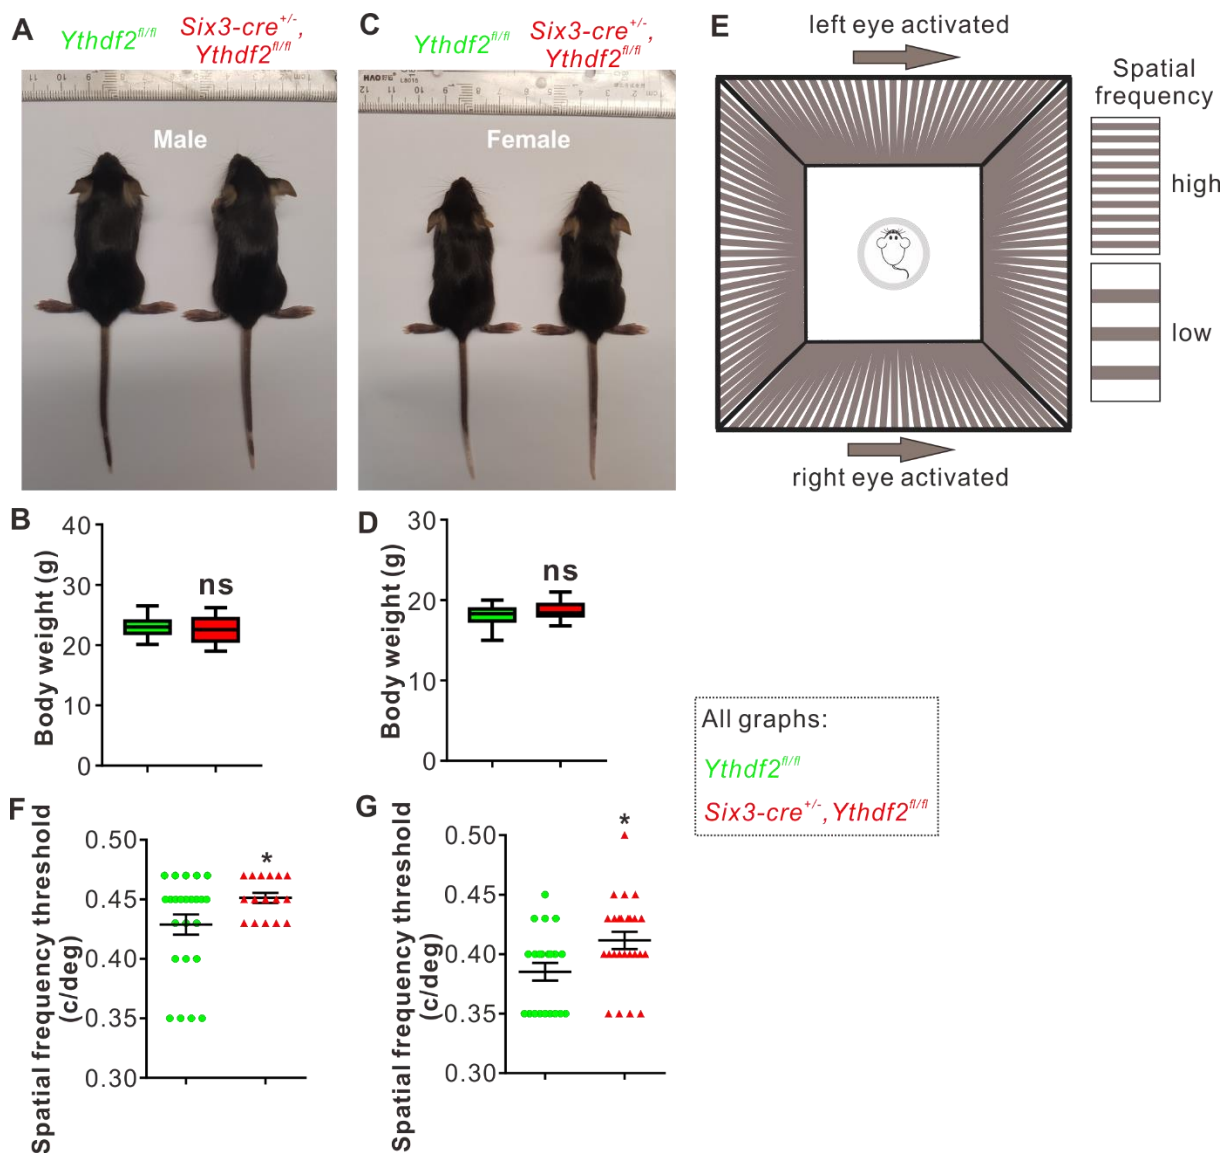 A
Ythdf2fl/fl
Six3-cre+/-,
Ythdf2fl/fl
Male
C
Ythdf2fl/fl
Six3-cre+/-,
Ythdf2fl/fl
Female
E
left eye activated
right eye activated
Spatial
frequency
high
low
B
Body weight (g)
40
30
20
10
0
ns
D
Body weight (g)
30
20
10
0
ns
All graphs:
Ythdf2fl/fl
Six3-cre+/-, Ythdf2fl/fl
F
Spatial frequency threshold
(c/deg)
0.50
0.45
0.40
0.35
0.30
*
G
Spatial frequency threshold
(c/deg)
0.50
0.45
0.40
0.35
0.30
*